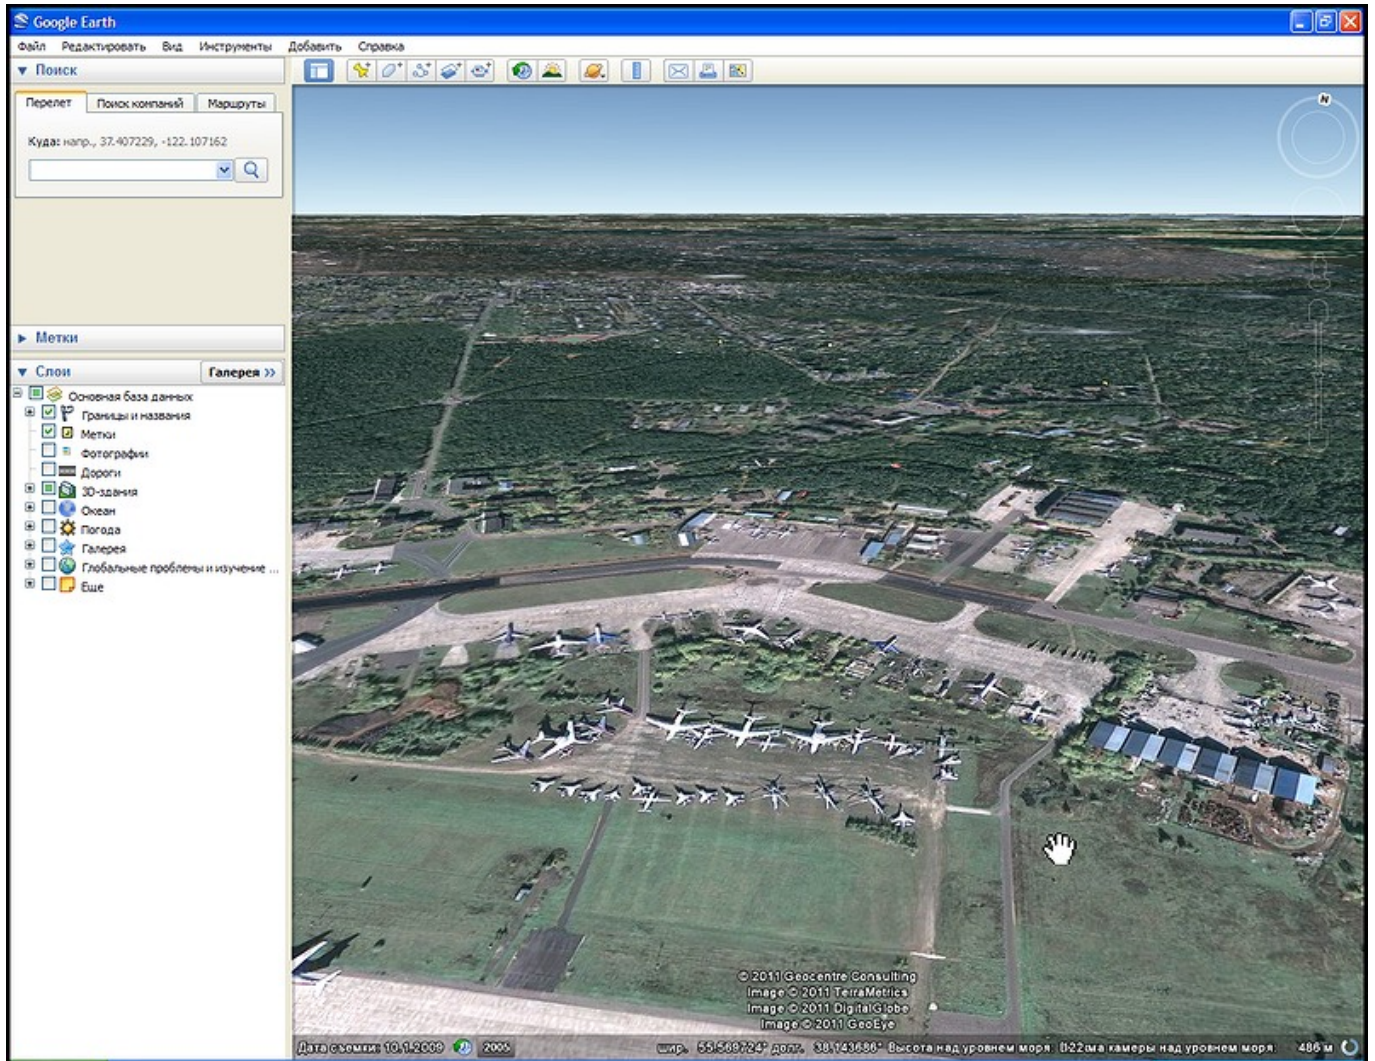 Google Earth
Файл Редактировать Вид Инструменты Добавить Справка
Поиск
Перелет Поиск компаний Маршруты
Куда: напр., 37.407229, -122.107162
N
Метки
Слои Галерея >>
Основная база данных
Границы и названия
Метки
Фотографии
Дороги
3D-здания
Океан
Погода
Галерея
Глобальные проблемы и изучение ...
Еще
© 2011 Geocentre Consulting
Image © 2011 TerraMetrics
Image © 2011 DigitalGlobe
Image © 2011 GeoEye
Дата съемки: 10.1.2009 2005 шир. 55.569724° долг. 38.143686° Высота над уровнем моря: камеры над уровнем моря: 486 м